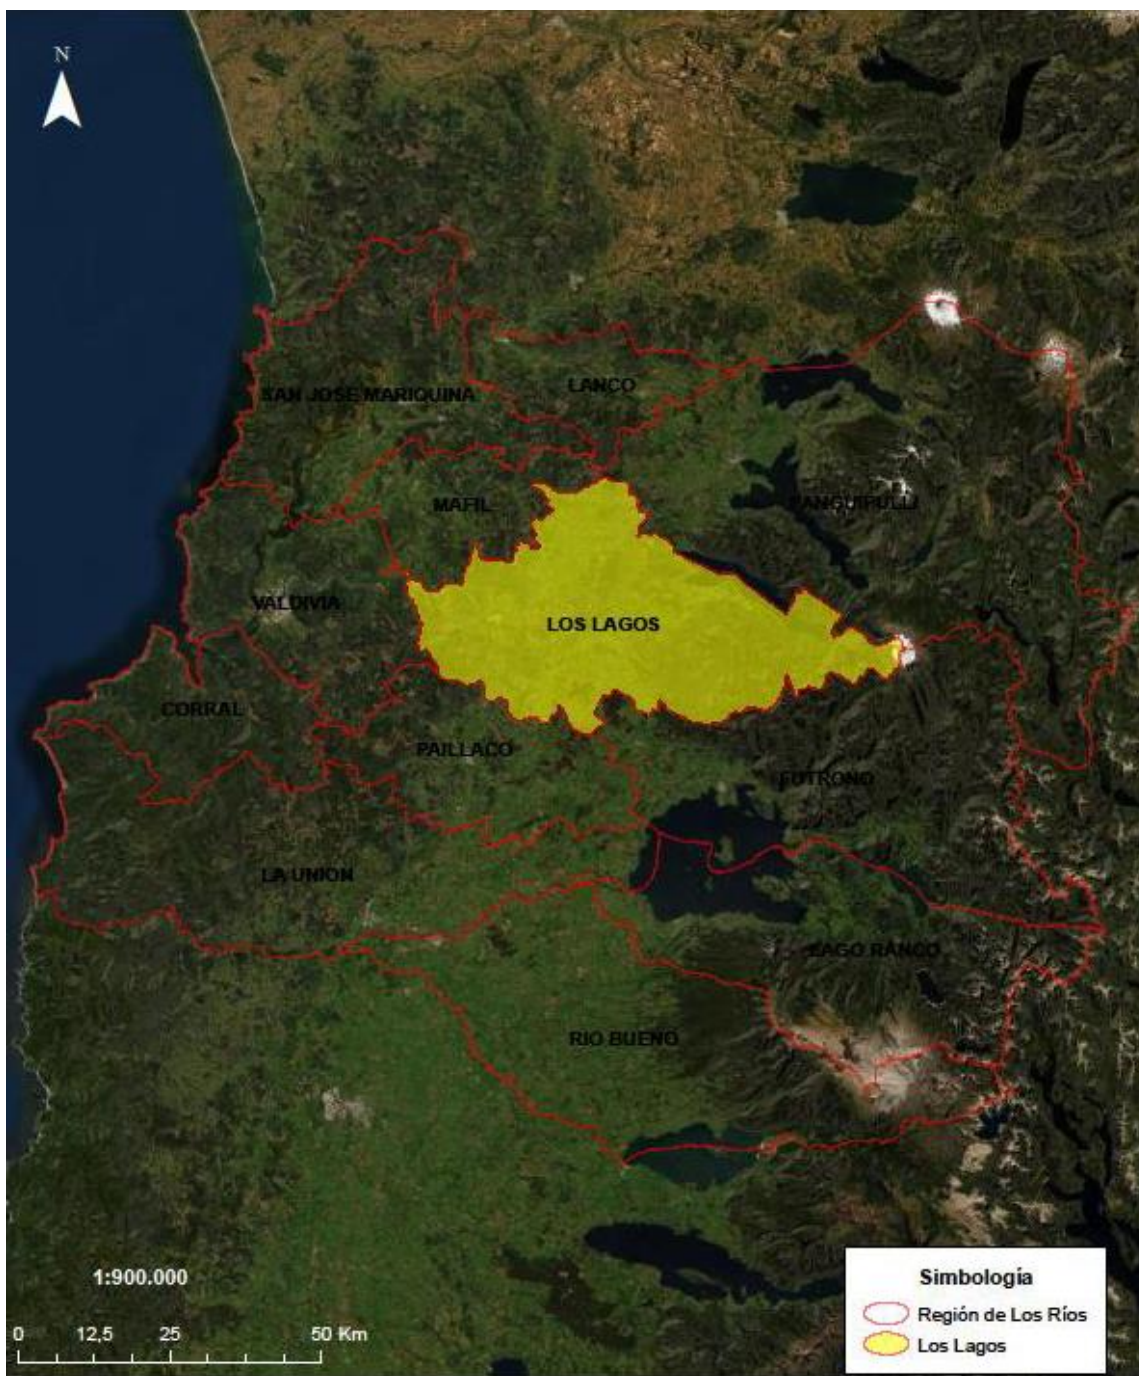 N
LANCO
SAN JOSE MARIQUINA
MAFIL
PANGUIPULLI
VALDIVIA
LOS LAGOS
CORRAL
PAILLACO
FUTRONO
LA UNION
LAGO RANCO
RIO BUENO
1:900.000
0 12,5 25 50 Km
Simbología
Región de Los Ríos
Los Lagos